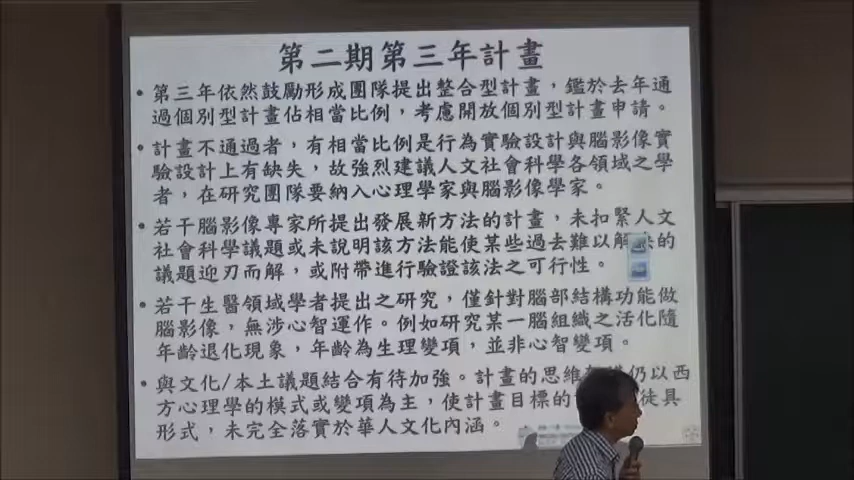 第二期第三年計畫
• 第三年依然鼓勵形成團隊提出整合型計畫，鑑於去年通
過個別型計畫佔相當比例，考慮開放個別型計畫申請。
• 計畫不通過者，有相當比例是行為實驗設計與腦影像實
驗設計上有缺失，故強烈建議人文社會科學各領域之學
者，在研究團隊要納入心理學家與腦影像學家。
• 若干腦影像專家所提出發展新方法的計畫，未扣緊人文
社會科學議題或未說明該方法能使某些過去難以解的
議題迎刃而解，或附帶進行驗證該法之可行性。
• 若干生醫領域學者提出之研究，僅針對腦部結構功能做
腦影像，無涉心智運作。例如研究某一腦組織之活化隨
年齡退化現象，年齡為生理變項，並非心智變項。
• 與文化/本土議題結合有待加強。計畫的思維仍以西
方心理學的模式或變項為主，使計畫目標的徒具
形式，未完全落實於華人文化內涵。